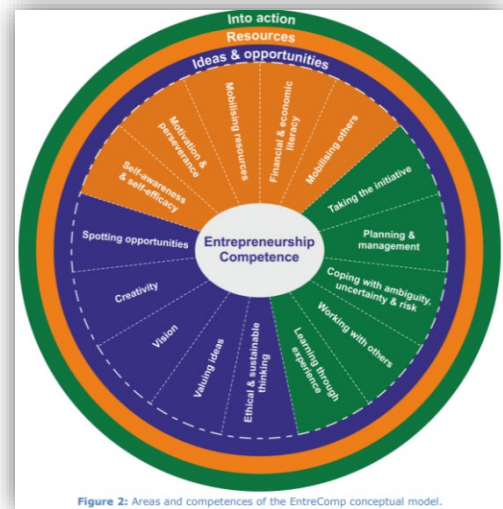 Into action
Resources
Ideas & opportunities
Self-awareness
& self-efficacy
Motivation &
perseverance
Mobilising resources
Financial & economic
literacy
Mobilising others
Taking the initiative
Planning &
management
Coping with ambiguity,
uncertainty & risk
Working with others
Learning through
experience
Ethical & sustainable
thinking
Valuing ideas
Vision
Creativity
Spotting opportunities
Entrepreneurship
Competence
Figure 2: Areas and competences of the EntreComp conceptual model.